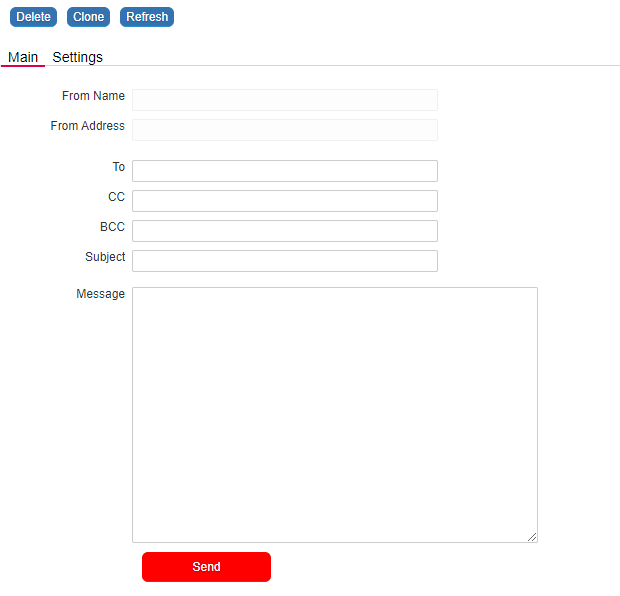 Delete Clone Refresh
Main Settings
From Name
From Address
To
CC
BCC
Subject
Message
Send